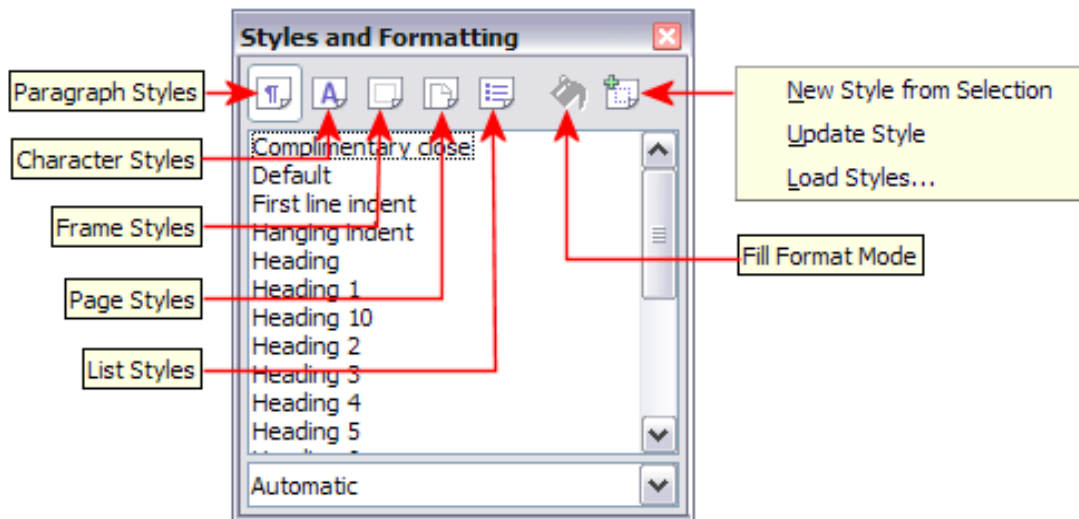 Styles and Formatting
Paragraph Styles
Character Styles
Frame Styles
Page Styles
List Styles
Complimentary close
Default
First line indent
Hanging indent
Heading
Heading 1
Heading 10
Heading 2
Heading 3
Heading 4
Heading 5
Automatic
New Style from Selection
Update Style
Load Styles...
Fill Format Mode